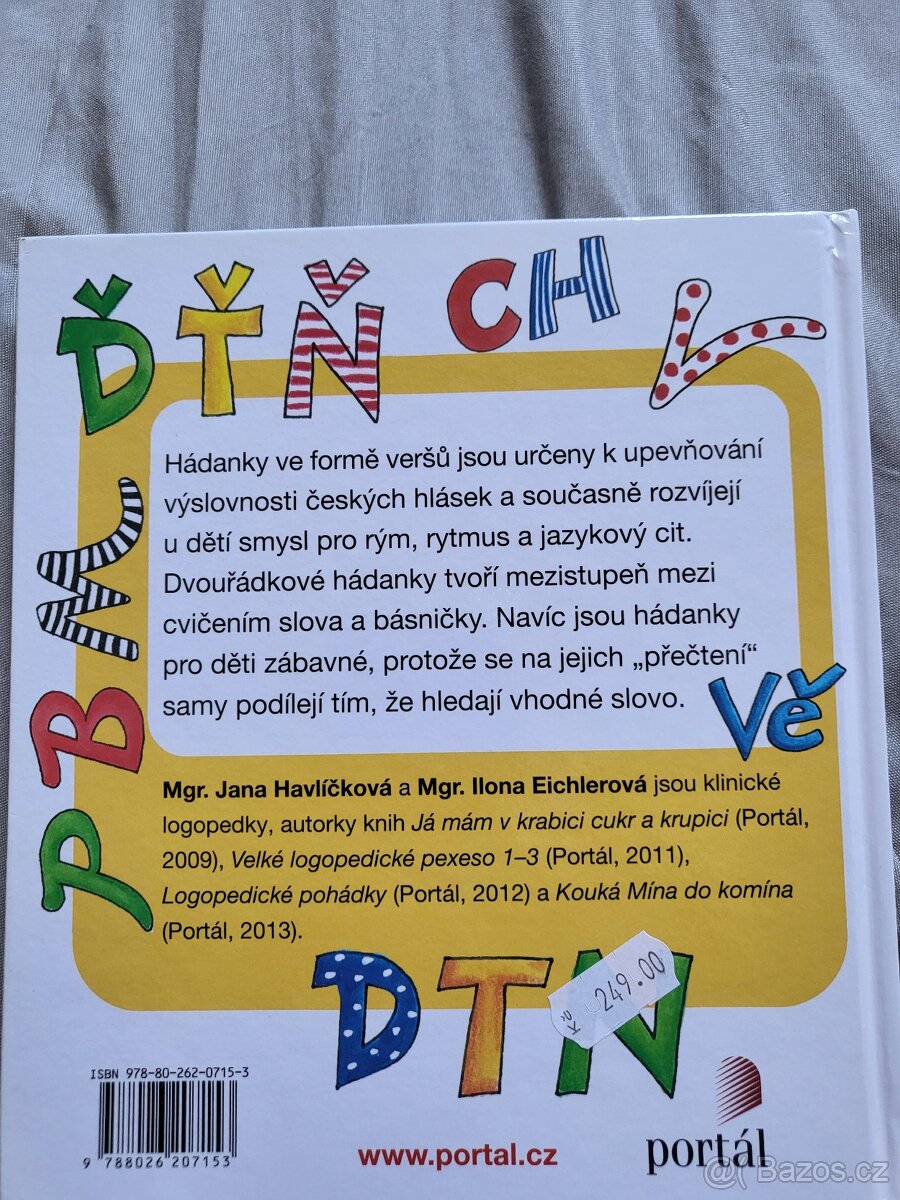 Ď Ť Ň CH L
Hádanky ve formě veršů jsou určeny k upevňování
výslovnosti českých hlásek a současně rozvíjejí
u dětí smysl pro rým, rytmus a jazykový cit.
Dvouřádkové hádanky tvoří mezistupeň mezi
cvičením slova a básničky. Navíc jsou hádanky
pro děti zábavné, protože se na jejich „přečtení“
samy podílejí tím, že hledají vhodné slovo.
Vě
M
B
P
Mgr. Jana Havlíčková a Mgr. Ilona Eichlerová jsou klinické
logopedky, autorky knih Já mám v krabici cukr a krupici (Portál,
2009), Velké logopedické pexeso 1–3 (Portál, 2011),
Logopedické pohádky (Portál, 2012) a Kouká Mína do komína
(Portál, 2013).
D T N
Kč 249.00
ISBN 978-80-262-0715-3
9 788026 207153
www.portal.cz
portál
@ Bazos.cz